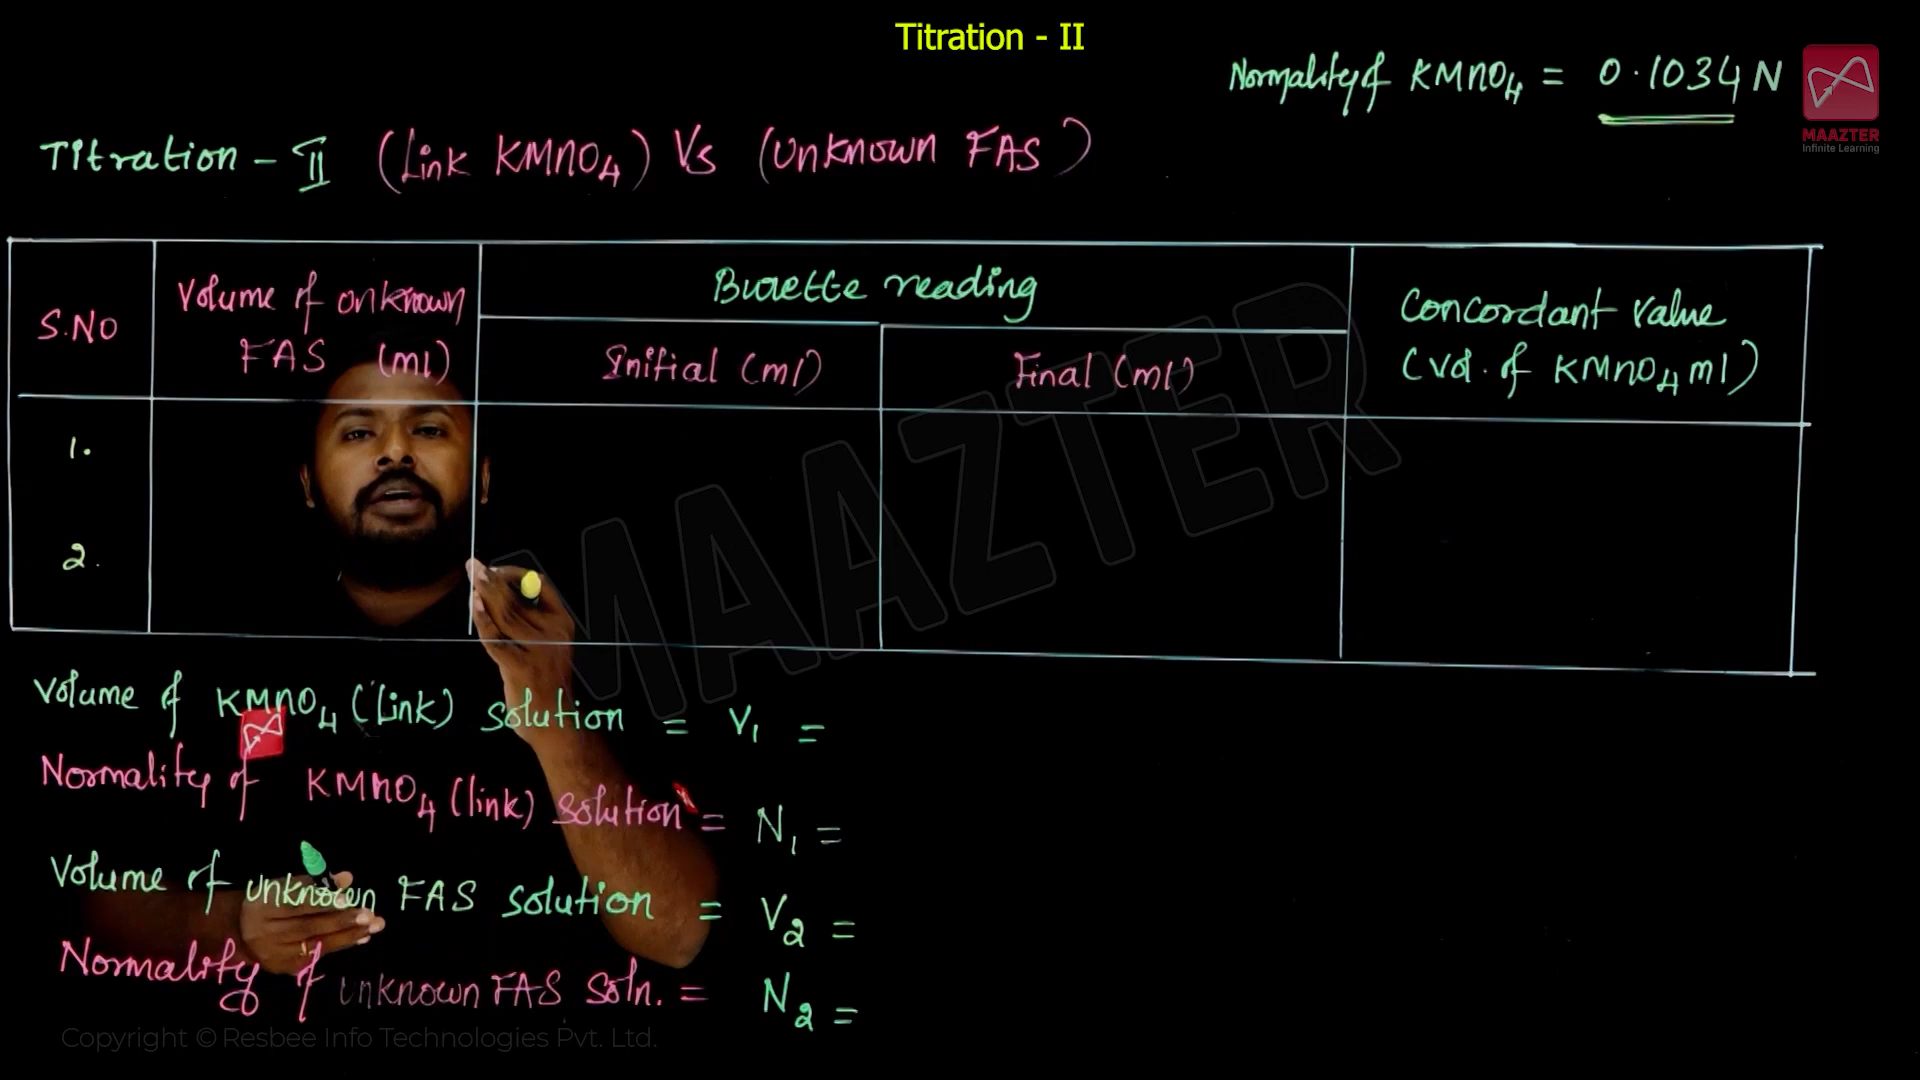 Titration - II
Normality of KMnO4 = 0.1034 N
MAAZTER
Infinite Learning
Titration - II (Link KMnO4) Vs (Unknown FAS)
S.NO
Volume of unknown
FAS (ml)
Burette reading
Initial (ml)
Final (ml)
Concordant value
(Vol. of KMnO4 ml)
1.
2.
MAAZTER
Volume of KMnO4 (Link) solution = V1 =
Normality of KMnO4 (link) solution = N1 =
Volume of unknown FAS solution = V2 =
Normality of unknown FAS soln. = N2 =
Copyright © Resbee Info Technologies Pvt. Ltd.